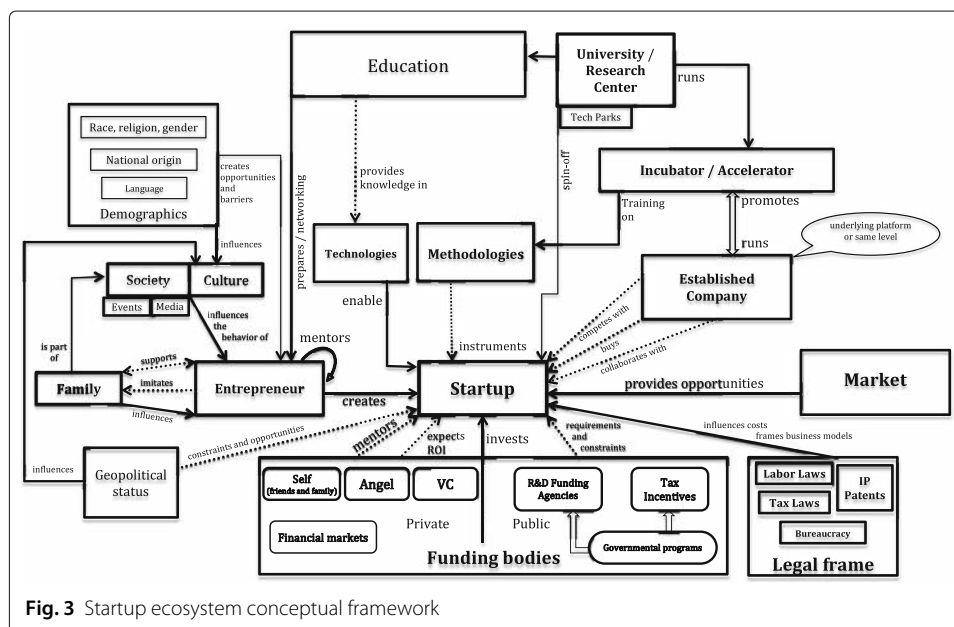 Education
University /
Research
Center
runs
Tech Parks
Race, religion, gender
National origin
Language
Demographics
creates
opportunities
and
barriers
provides
knowledge in
spin-off
Incubator / Accelerator
Training
on
promotes
prepares / networking
underlying platform
or same level
influences
Technologies
Methodologies
runs
Society
Culture
Established
Company
Events
Media
enable
influences
the
behavior of
is part
of
mentors
instruments
competes with
buys
collaborates with
supports
imitates
Family
Entrepreneur
Startup
Market
creates
provides opportunities
influences
constraints and opportunities
mentors
expects
ROI
invests
requirements
and
constraints
influences costs
frames business models
influences
Geopolitical
status
Self
(friends and family)
Angel
VC
R&D Funding
Agencies
Tax
Incentives
Labor Laws
IP
Patents
Tax Laws
Financial markets
Private
Public
Governmental programs
Bureaucracy
Funding bodies
Legal frame
Fig. 3 Startup ecosystem conceptual framework